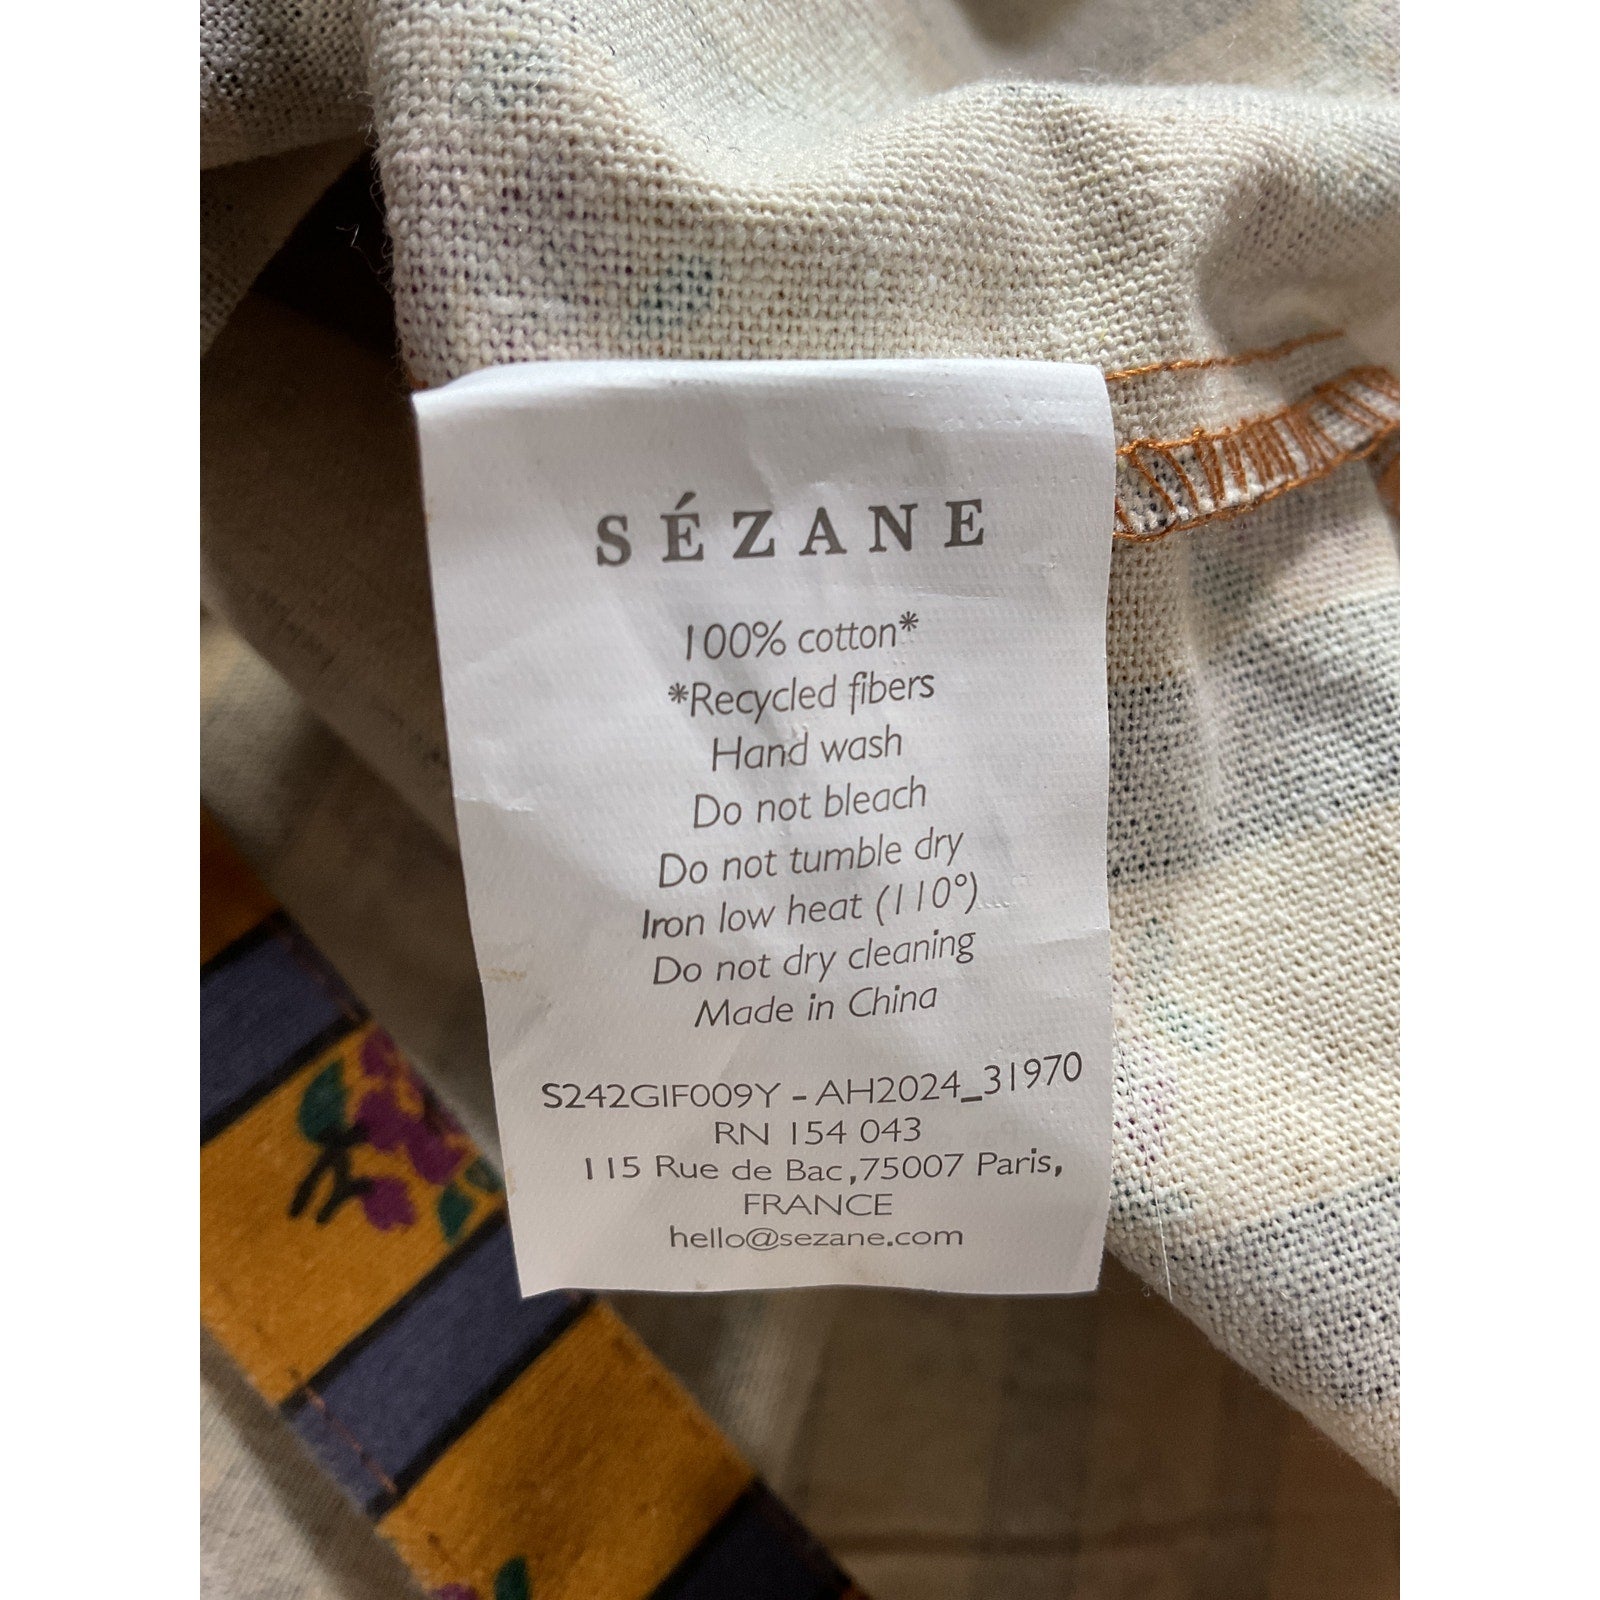 SÉZANE
100% cotton*
*Recycled fibers
Hand wash
Do not bleach
Do not tumble dry
Iron low heat (110°)
Do not dry cleaning
Made in China
S242GIF009Y - AH2024_31970
RN 154 043
115 Rue de Bac,75007 Paris,
FRANCE
hello@sezane.com